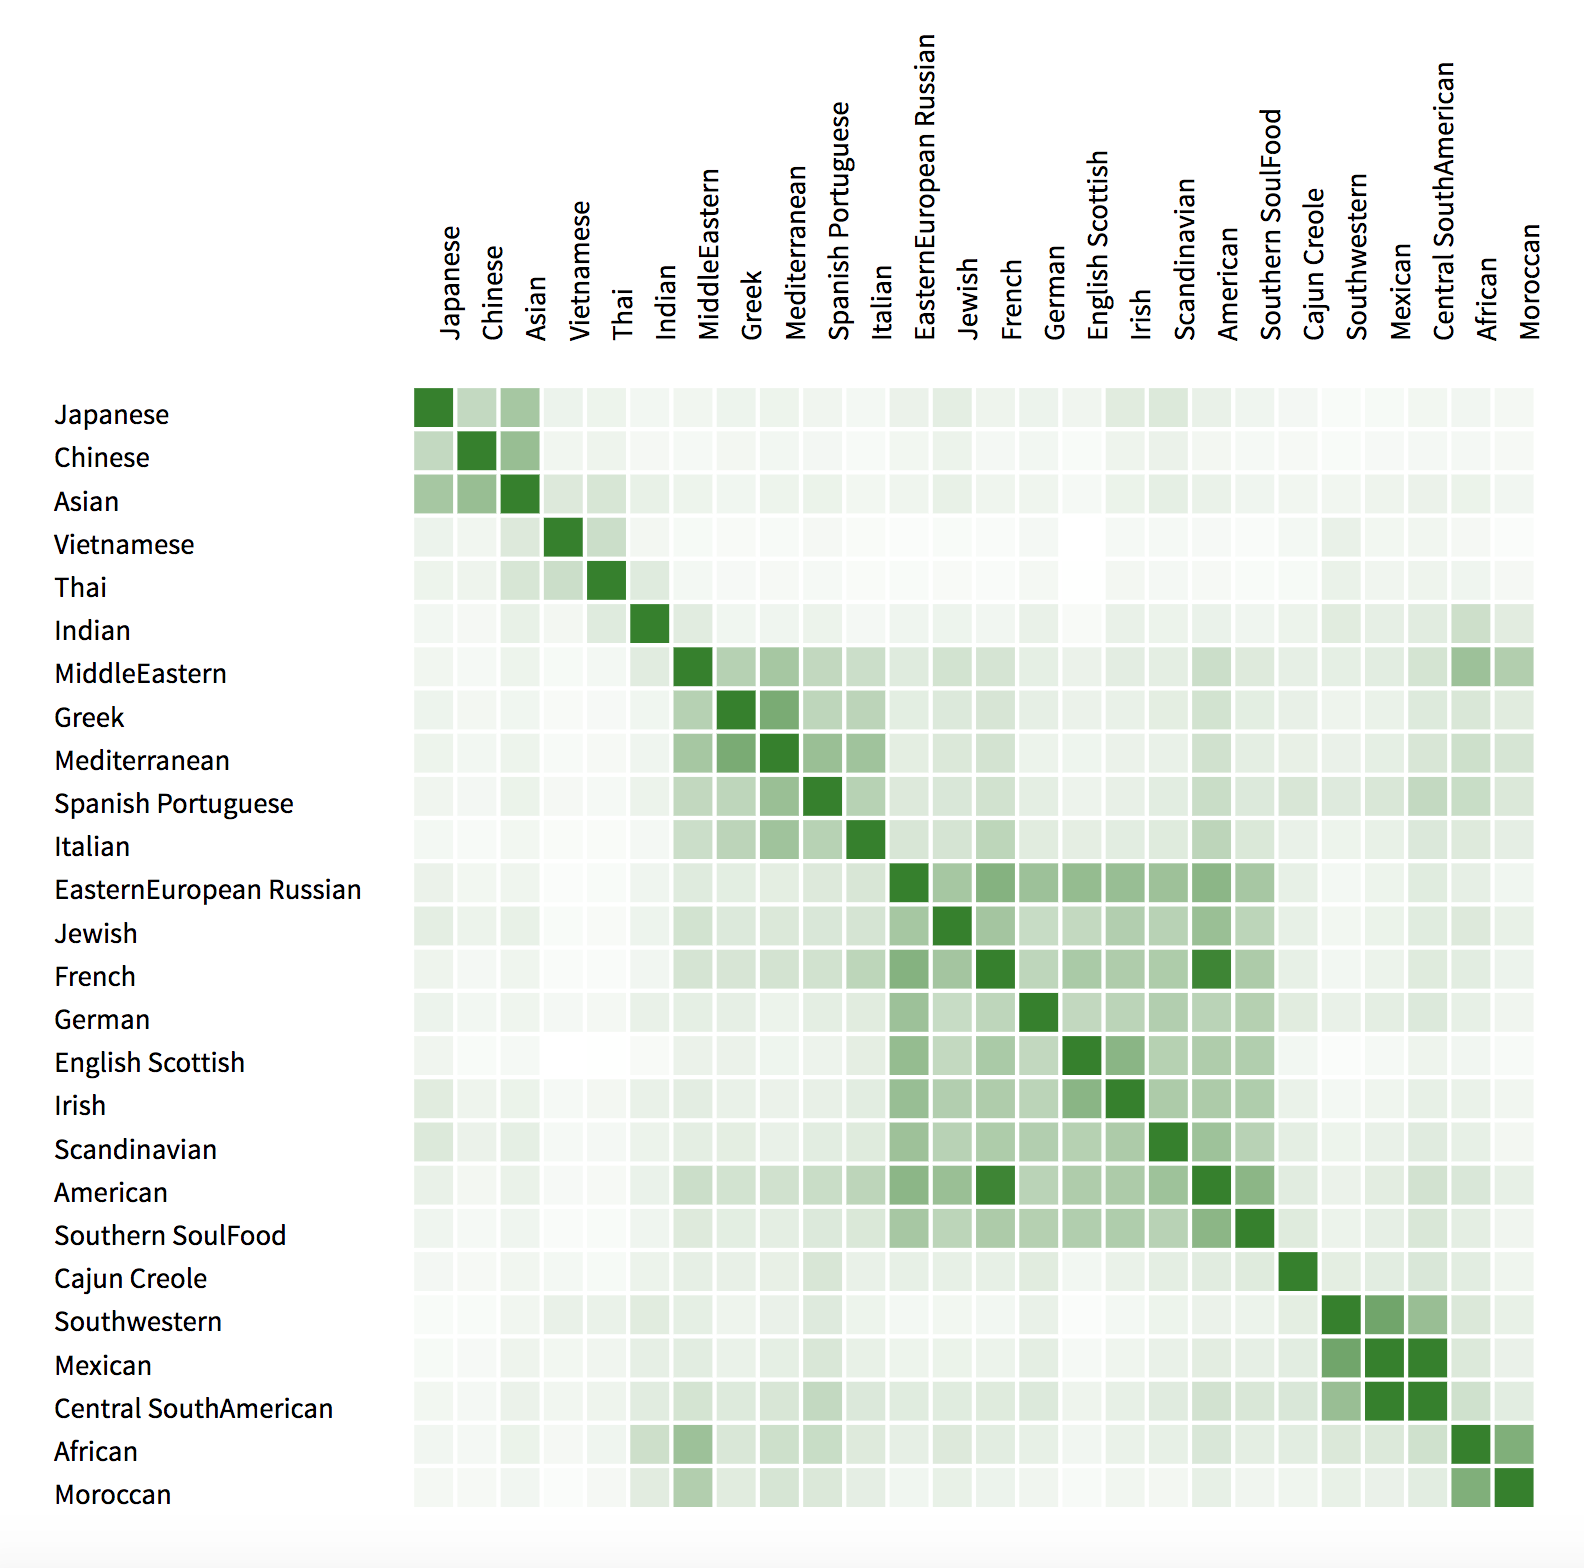 Japanese
Chinese
Asian
Vietnamese
Thai
Indian
MiddleEastern
Greek
Mediterranean
Spanish Portuguese
Italian
EasternEuropean Russian
Jewish
French
German
English Scottish
Irish
Scandinavian
American
Southern SoulFood
Cajun Creole
Southwestern
Mexican
Central SouthAmerican
African
Moroccan
Japanese
Chinese
Asian
Vietnamese
Thai
Indian
MiddleEastern
Greek
Mediterranean
Spanish Portuguese
Italian
EasternEuropean Russian
Jewish
French
German
English Scottish
Irish
Scandinavian
American
Southern SoulFood
Cajun Creole
Southwestern
Mexican
Central SouthAmerican
African
Moroccan